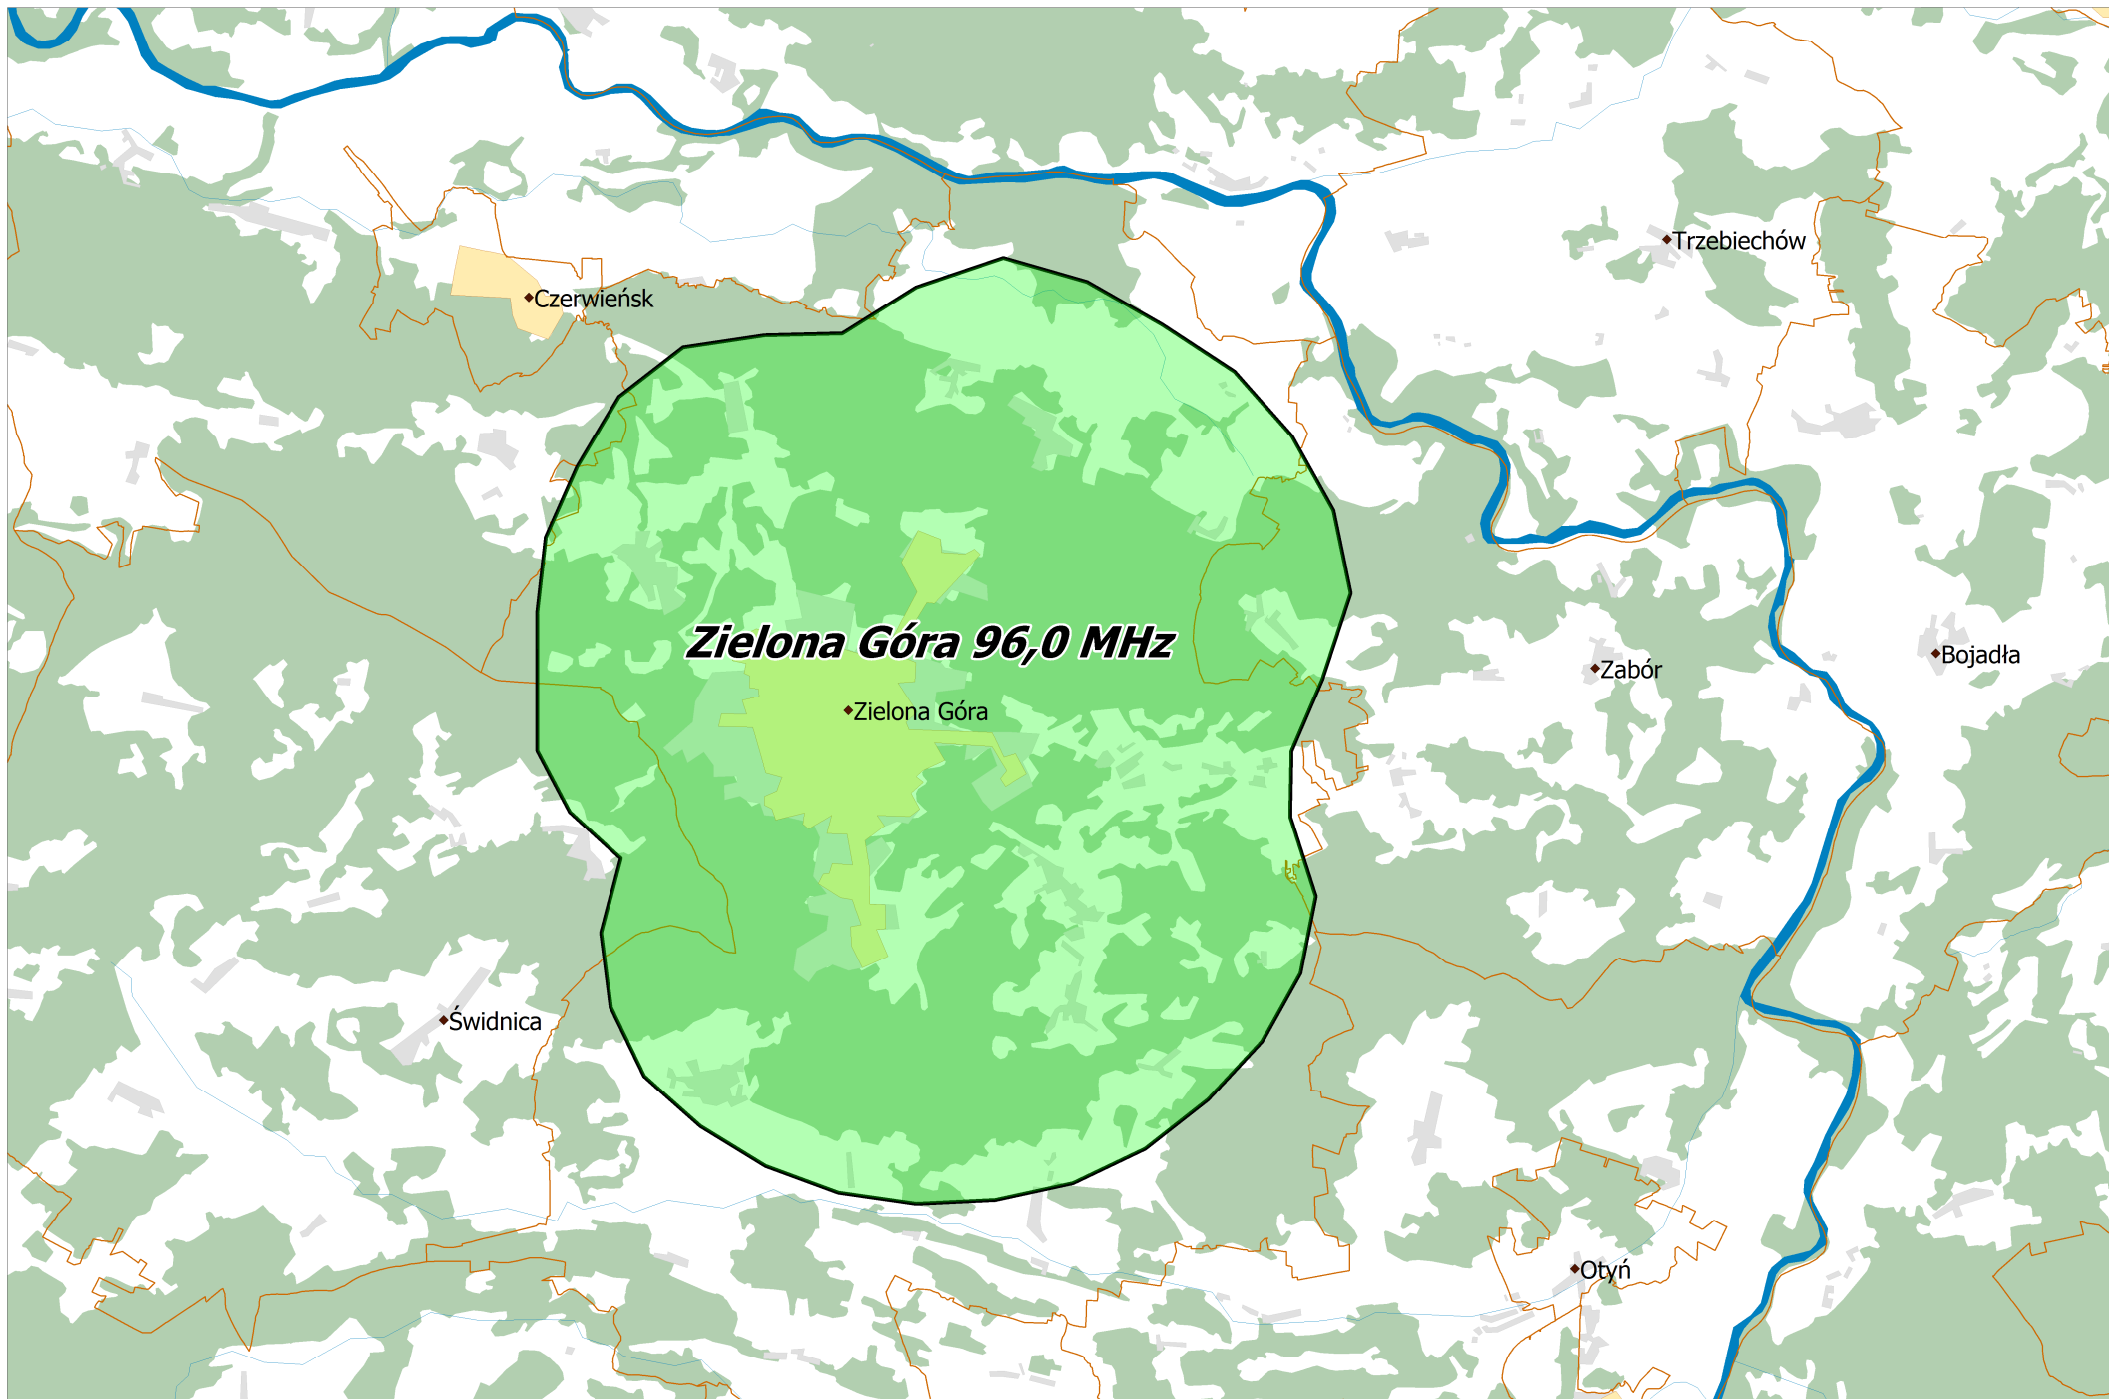 Trzebiechów
Czerwieńsk
Zielona Góra 96,0 MHz
Bojadła
Zabór
Zielona Góra
Świdnica
Otyń